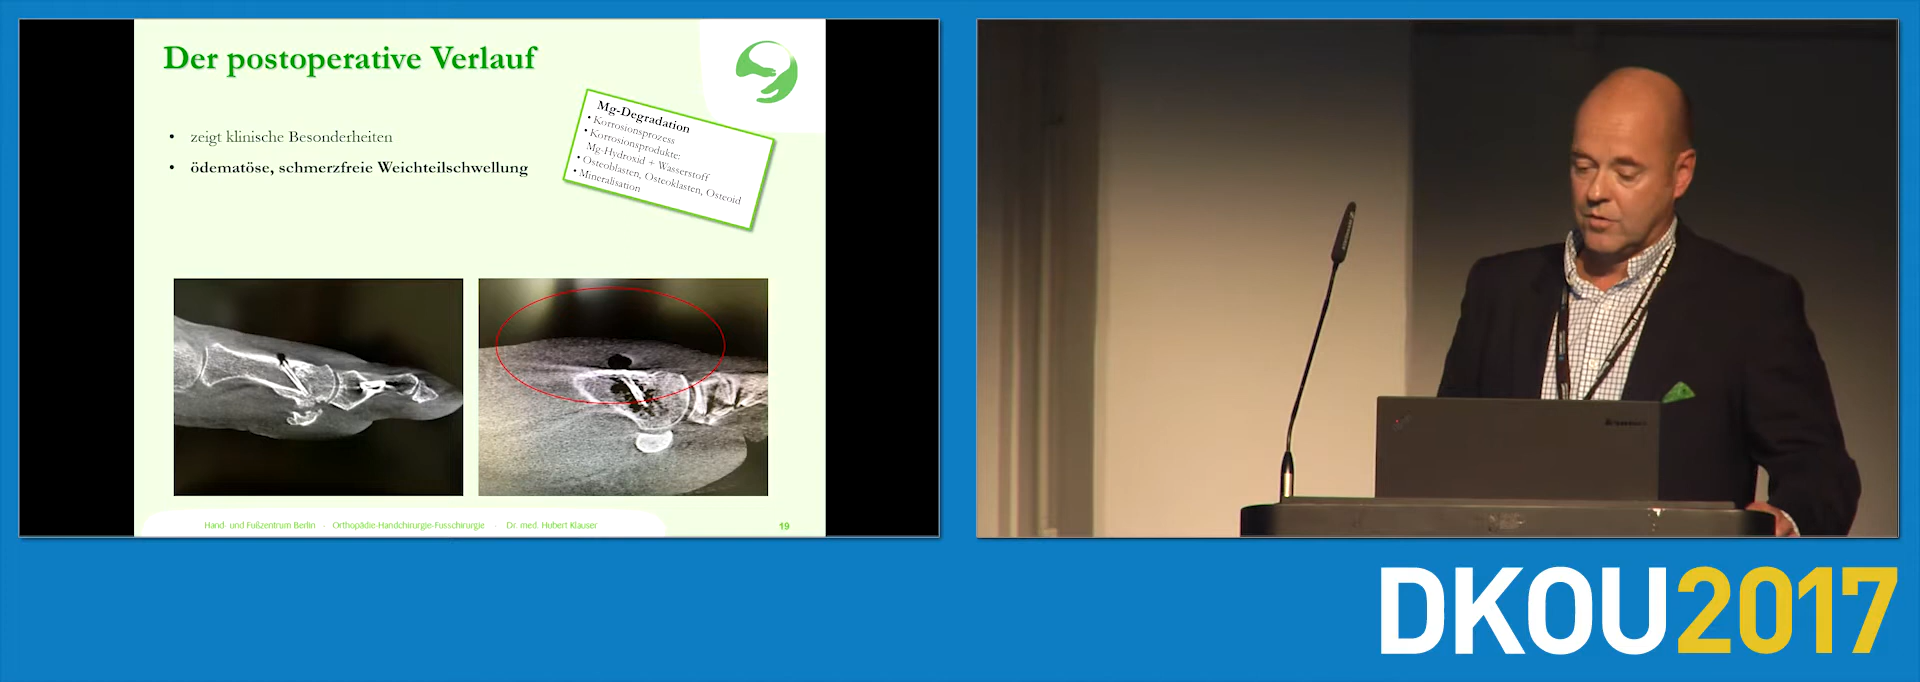 Der postoperative Verlauf
• zeigt klinische Besonderheiten
• ödematöse, schmerzfreie Weichteilschwellung
Mg-Degradation
• Korrosionsprozess
• Korrosionsprodukte:
Mg-Hydroxid + Wasserstoff
• Osteoblasten, Osteoklasten, Osteoid
• Mineralisation
Hand- und Fußzentrum Berlin - Orthopädie-Handchirurgie-Fusschirurgie - Dr. med. Hubert Klauser
19
DKOU2017